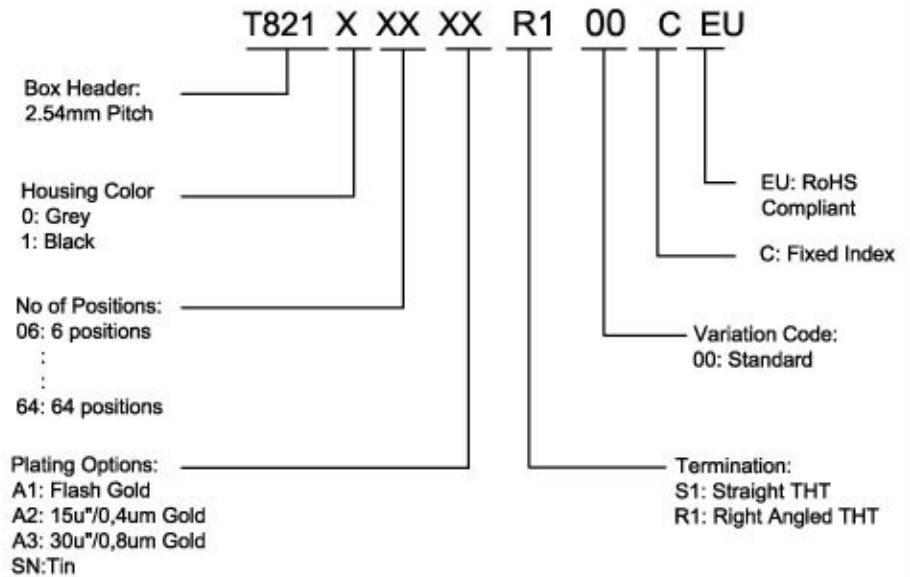 T821 X XX XX R1 00 C EU
Box Header:
2.54mm Pitch
Housing Color
0: Grey
1: Black
No of Positions:
06: 6 positions
:
:
64: 64 positions
Plating Options:
A1: Flash Gold
A2: 15u"/0,4um Gold
A3: 30u"/0,8um Gold
SN:Tin
EU: RoHS
Compliant
C: Fixed Index
Variation Code:
00: Standard
Termination:
S1: Straight THT
R1: Right Angled THT